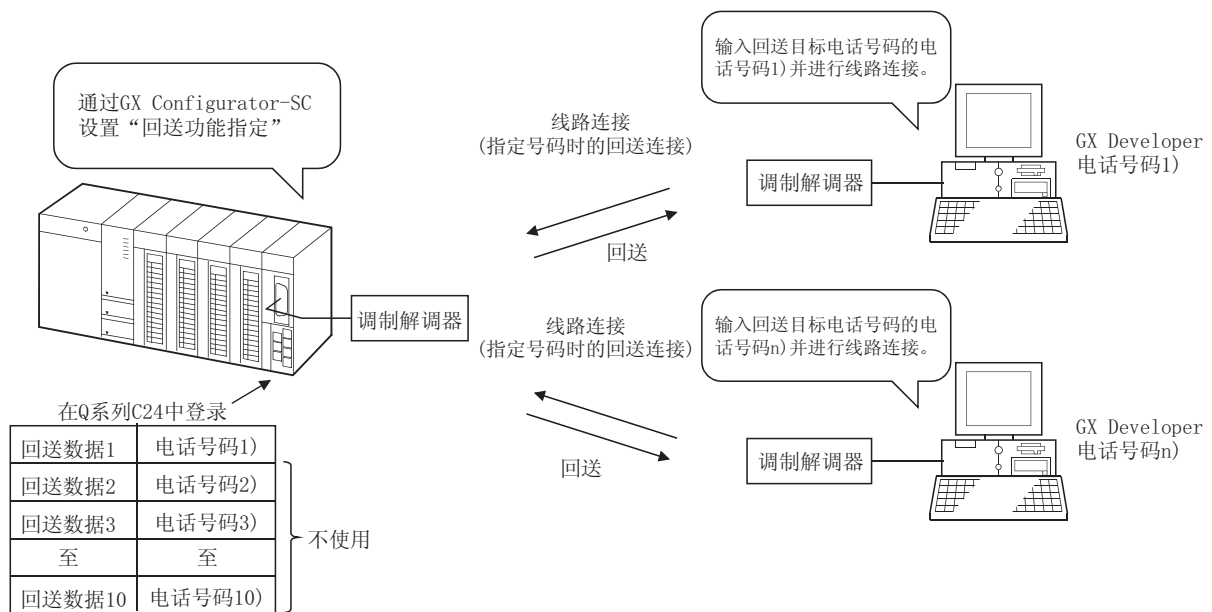 输入回送目标电话号码的电
话号码1)并进行线路连接。
通过GX Configurator-SC
设置“回送功能指定”
线路连接
(指定号码时的回送连接)
GX Developer
电话号码1)
调制解调器
回送
调制解调器
线路连接
(指定号码时的回送连接)
输入回送目标电话号码的电
话号码n)并进行线路连接。
GX Developer
电话号码n)
调制解调器
回送
在Q系列C24中登录
回送数据1 电话号码1)
回送数据2 电话号码2)
回送数据3 电话号码3)
至 至
回送数据10 电话号码10)
不使用